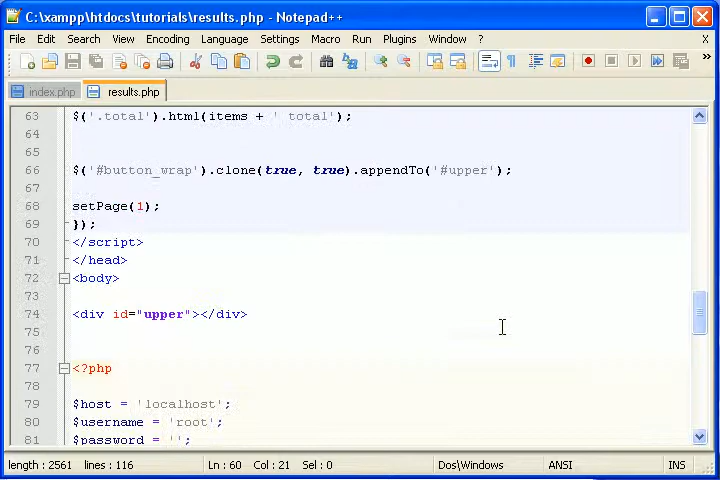 C:\xampp\htdocs\tutorials\results.php - Notepad++
File Edit Search View Encoding Language Settings Macro Run Plugins Window ? X
index.php results.php
63 $('.total').html(items + ' total');
64
65
66 $('#button_wrap').clone(true, true).appendTo('#upper');
67
68 setPage(1);
69 });
70 </script>
71 </head>
72 <body>
73
74 <div id="upper"></div>
75
76
77 <?php
78
79 $host = 'localhost';
80 $username = 'root';
81 $password = '';
length : 2561 lines : 116 Ln : 60 Col : 21 Sel : 0 Dos\Windows ANSI INS